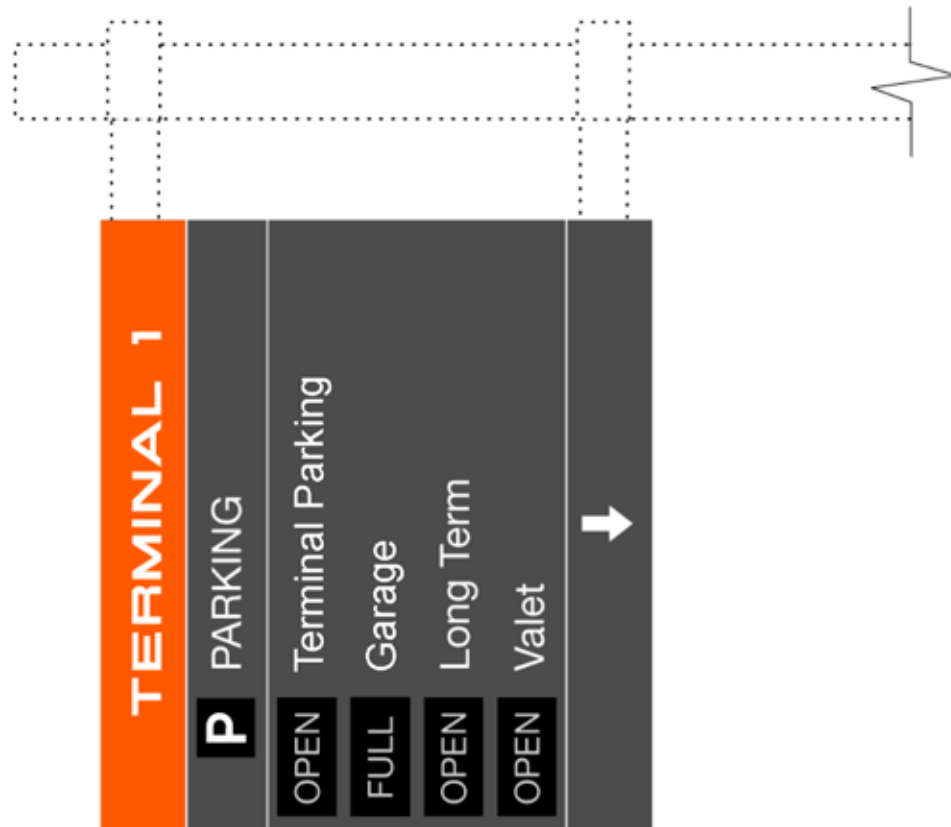 TERMINAL 1
P PARKING
OPEN Terminal Parking
FULL Garage
OPEN Long Term
OPEN Valet